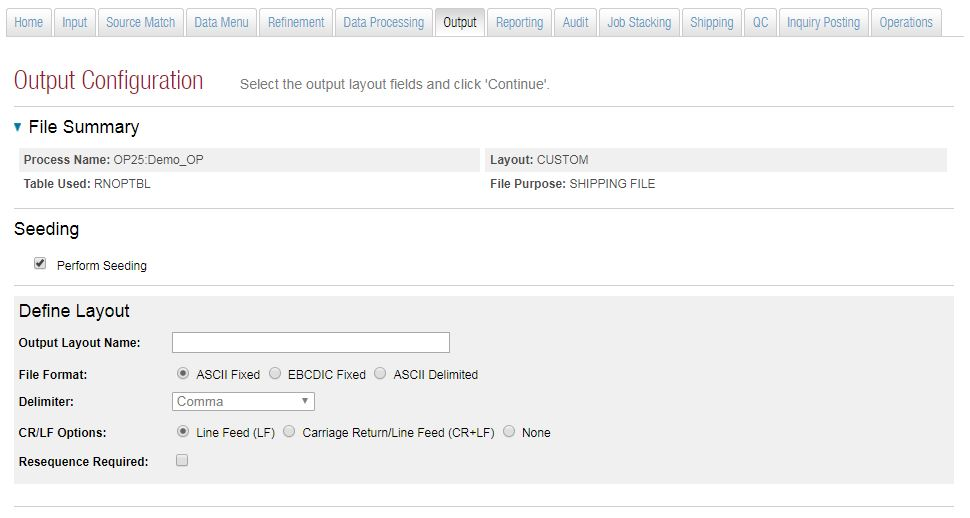 Home Input Source Match Data Menu Refinement Data Processing Output Reporting Audit Job Stacking Shipping QC Inquiry Posting Operations
Output Configuration Select the output layout fields and click 'Continue'.
File Summary
Process Name: OP25:Demo_OP Layout: CUSTOM
Table Used: RNOPTBL File Purpose: SHIPPING FILE
Seeding
Perform Seeding
Define Layout
Output Layout Name:
File Format: ASCII Fixed EBCDIC Fixed ASCII Delimited
Delimiter: Comma
CR/LF Options: Line Feed (LF) Carriage Return/Line Feed (CR+LF) None
Resequence Required: